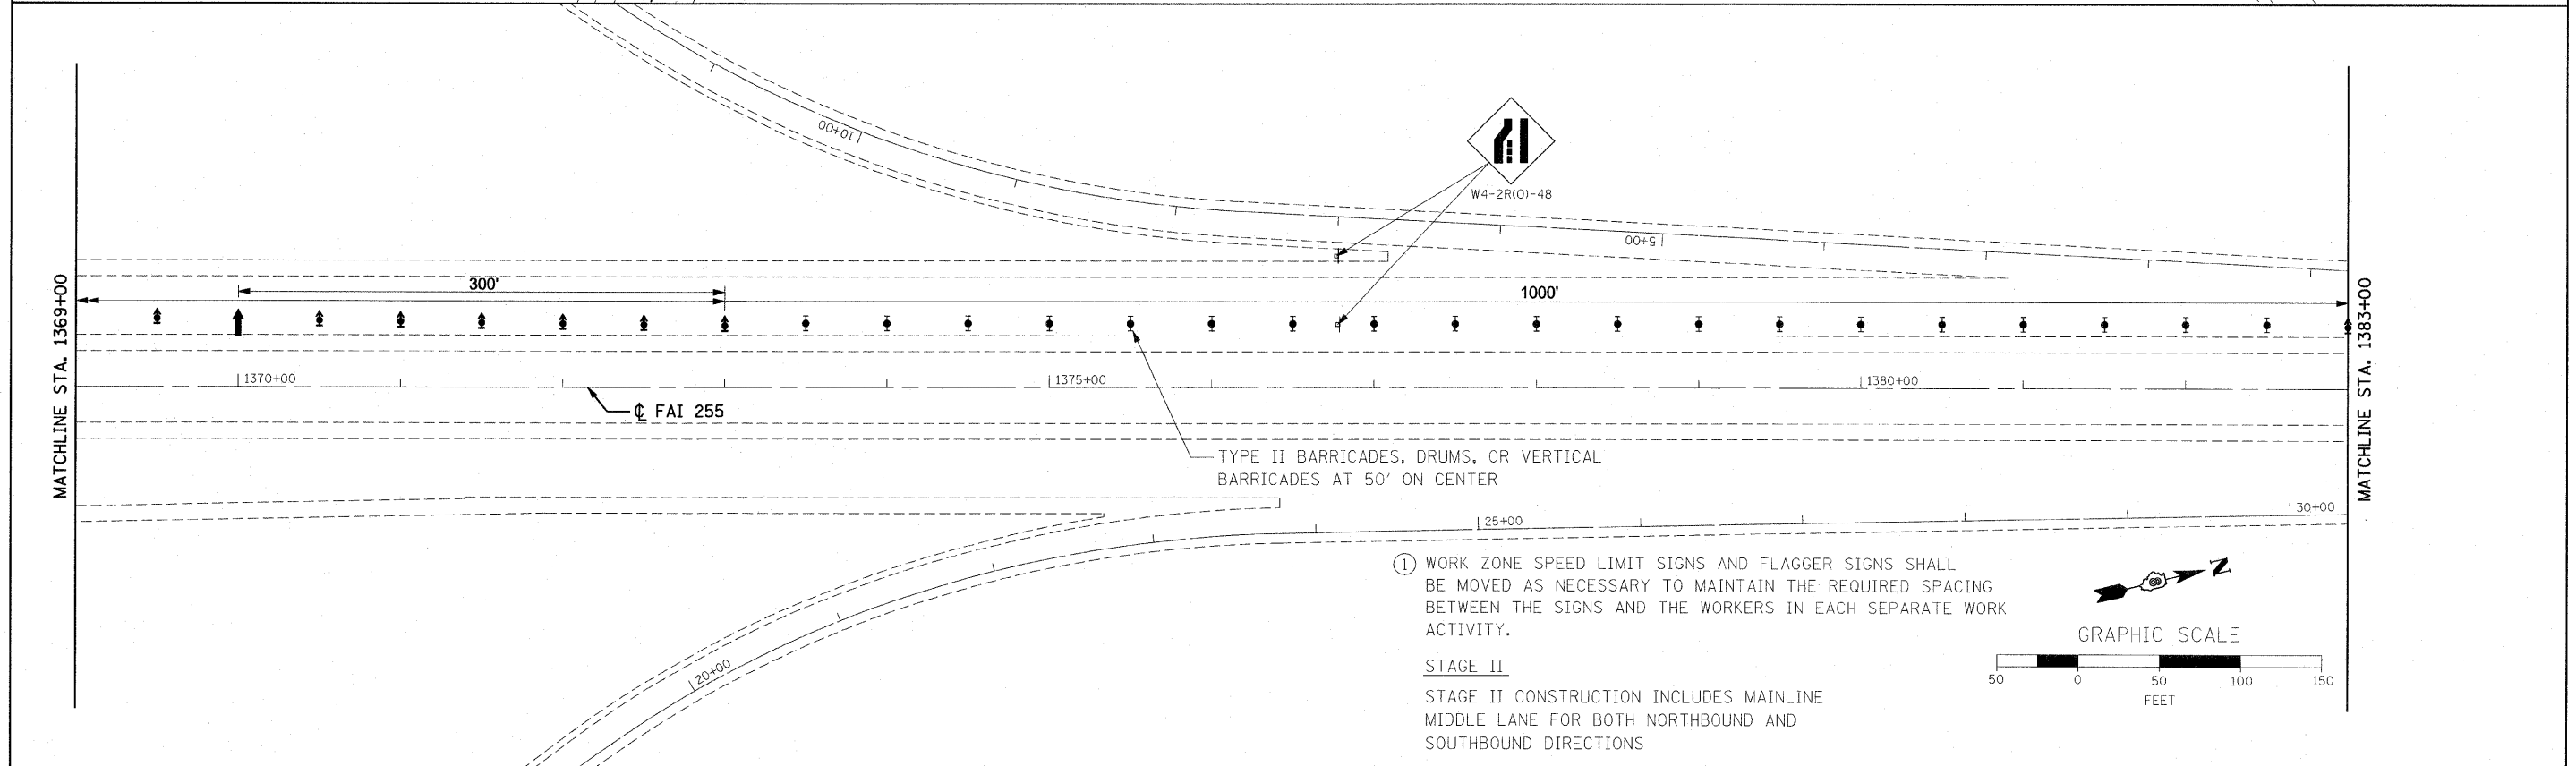 10+00
W4-2R(O)-48
5+00
300'
1000'
MATCHLINE STA. 1369+00
MATCHLINE STA. 1383+00
1370+00
1375+00
1380+00
℄ FAI 255
TYPE II BARRICADES, DRUMS, OR VERTICAL
BARRICADES AT 50' ON CENTER
25+00
30+00
20+00
1 WORK ZONE SPEED LIMIT SIGNS AND FLAGGER SIGNS SHALL
BE MOVED AS NECESSARY TO MAINTAIN THE REQUIRED SPACING
BETWEEN THE SIGNS AND THE WORKERS IN EACH SEPARATE WORK
ACTIVITY.
N
GRAPHIC SCALE
50 0 50 100 150
FEET
STAGE II
STAGE II CONSTRUCTION INCLUDES MAINLINE
MIDDLE LANE FOR BOTH NORTHBOUND AND
SOUTHBOUND DIRECTIONS